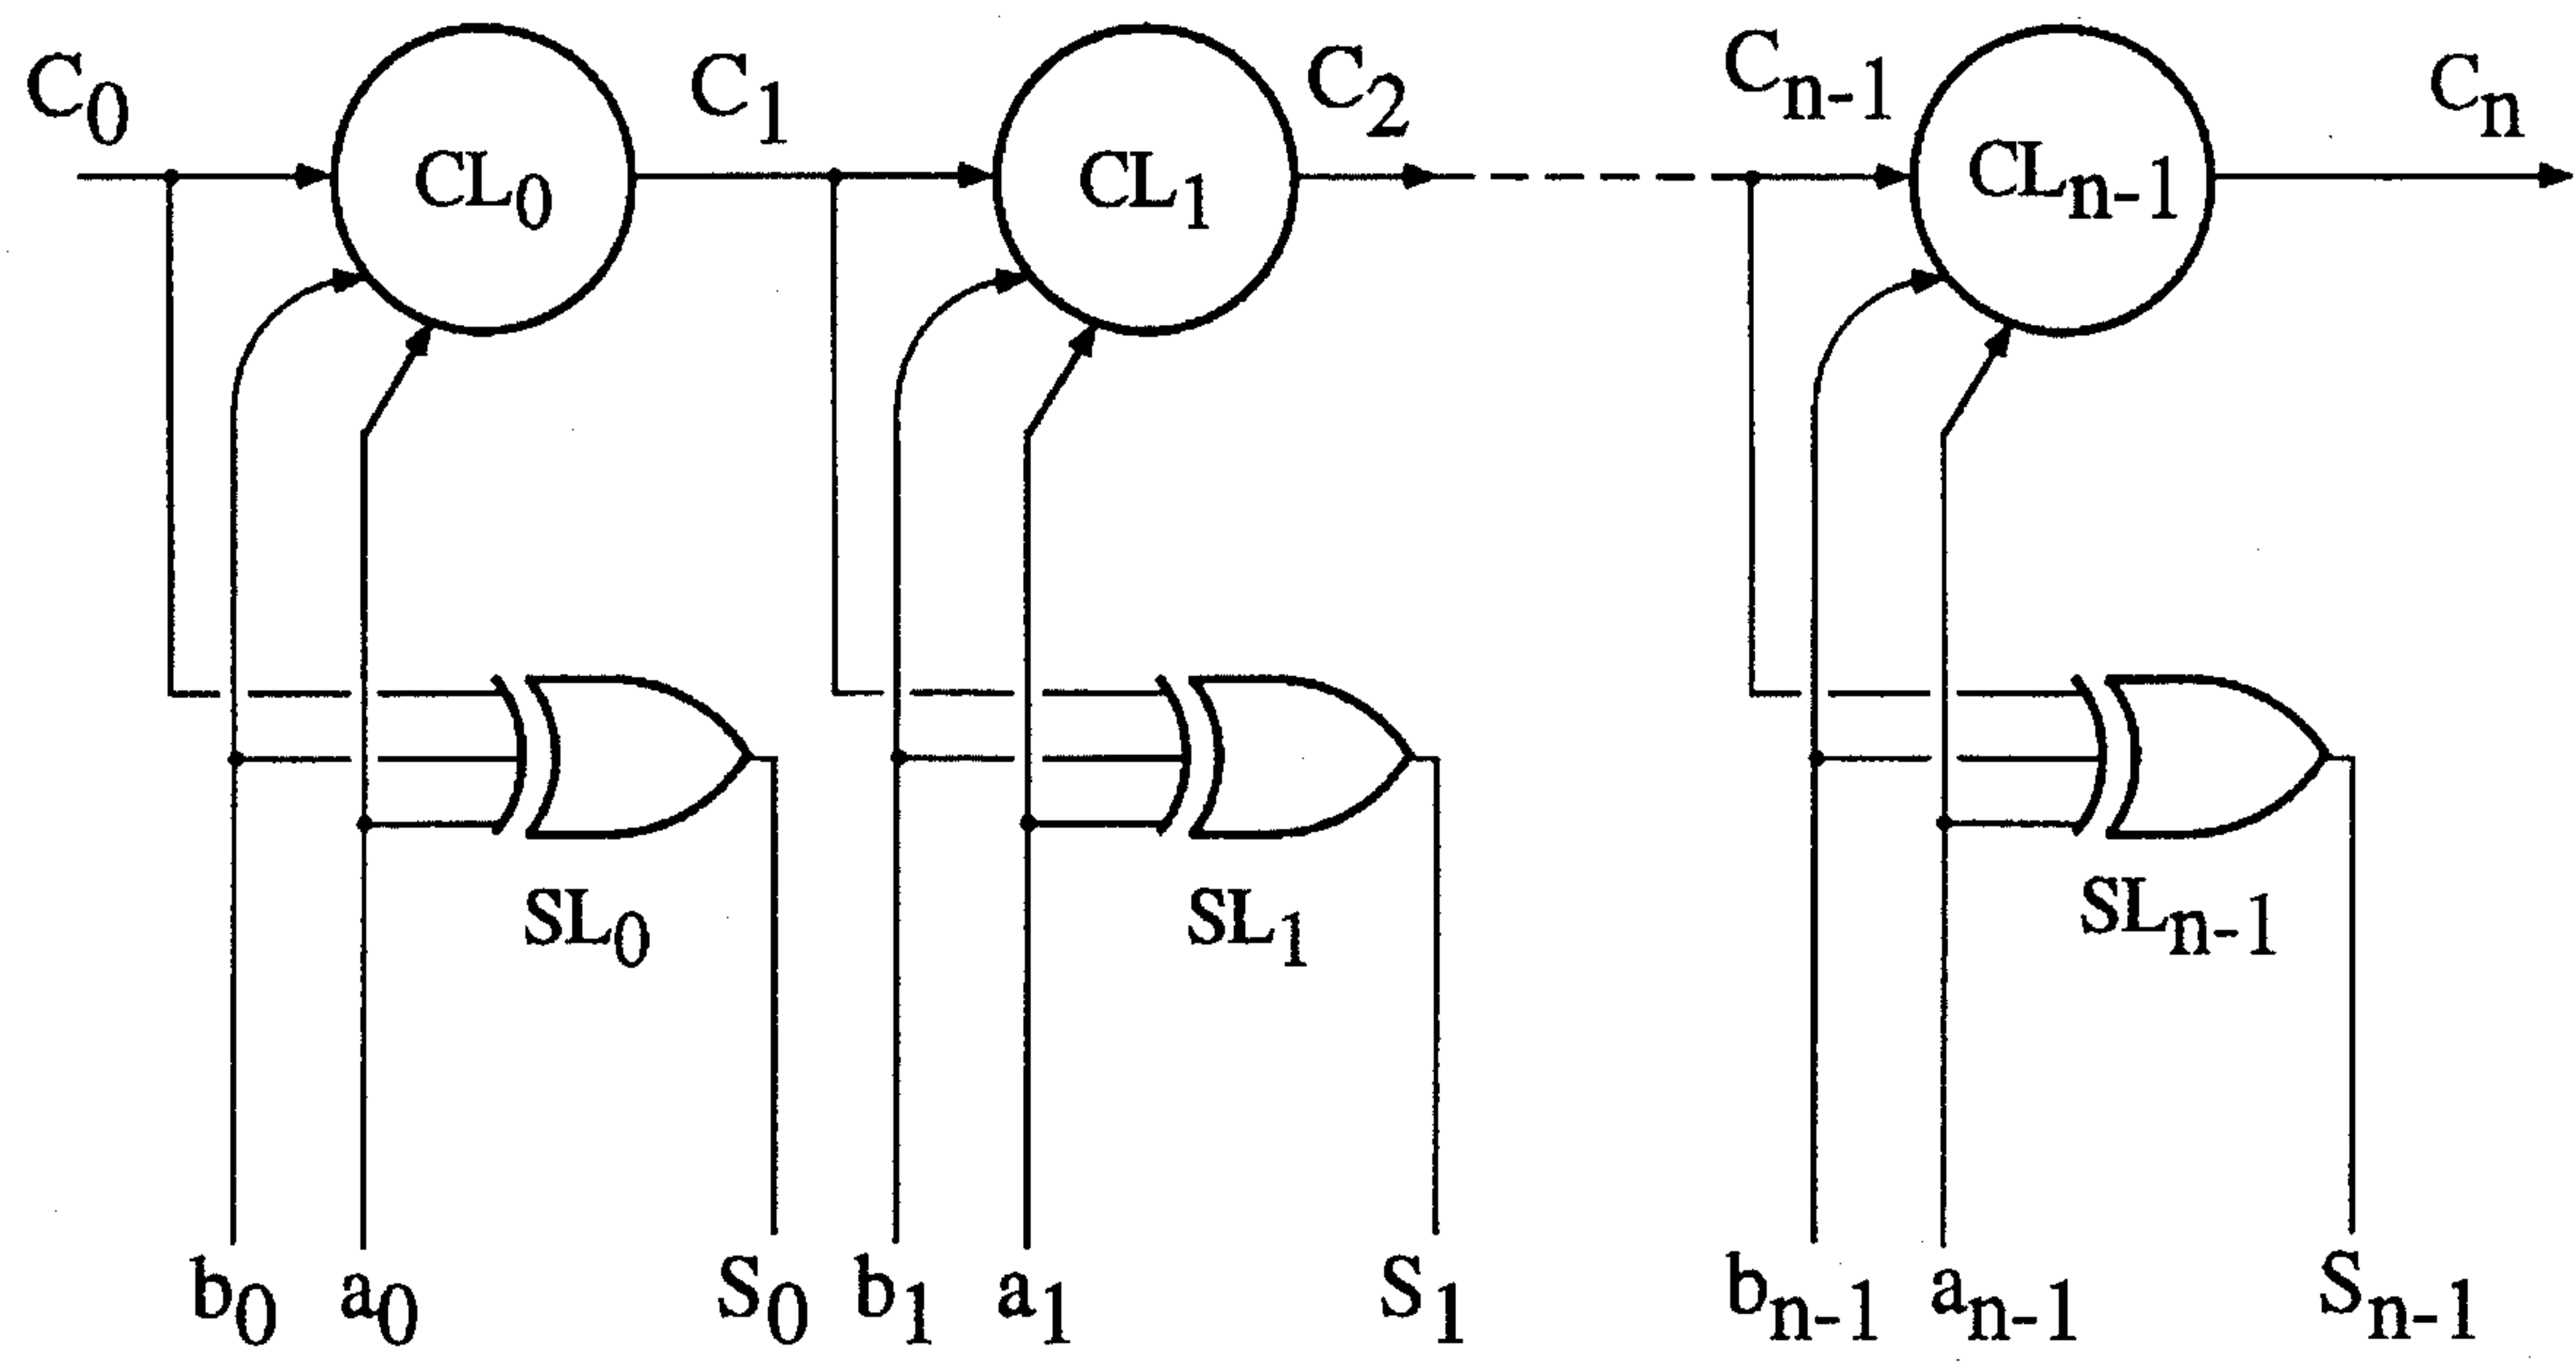 C0 C1 C2 Cn-1 Cn
CL0 CL1 CLn-1
SL0 SL1 SLn-1
b0 a0 S0 b1 a1 S1 bn-1 an-1 Sn-1